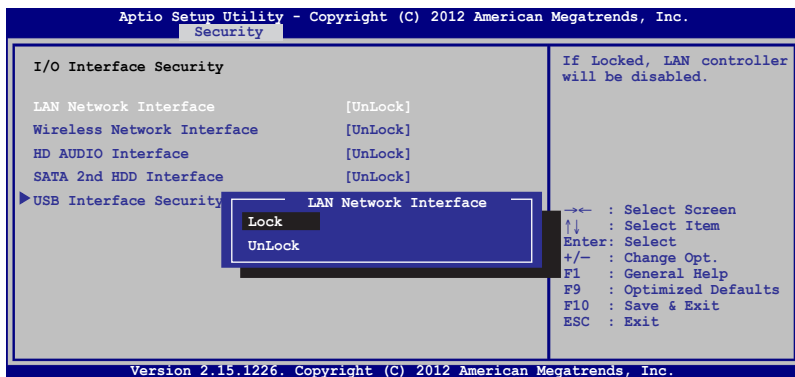 Aptio Setup Utility - Copyright (C) 2012 American Megatrends, Inc.
Security
I/O Interface Security
LAN Network Interface [UnLock]
Wireless Network Interface [UnLock]
HD AUDIO Interface [UnLock]
SATA 2nd HDD Interface [UnLock]
USB Interface Security
LAN Network Interface
Lock
UnLock
If Locked, LAN controller
will be disabled.
→← : Select Screen
↑↓ : Select Item
Enter: Select
+/— : Change Opt.
F1 : General Help
F9 : Optimized Defaults
F10 : Save & Exit
ESC : Exit
Version 2.15.1226. Copyright (C) 2012 American Megatrends, Inc.